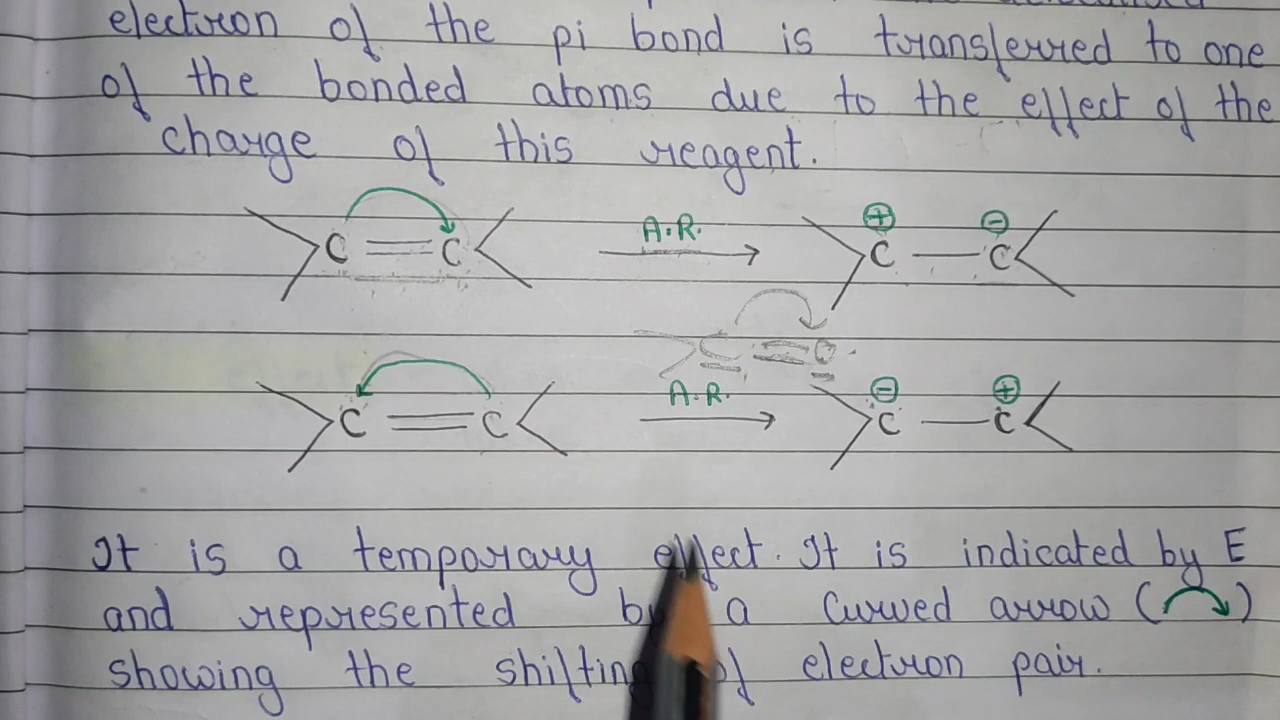 electron of the pi bond is transferred to one
of the bonded atoms due to the effect of the
charge of this reagent.
C = C A.R. ⊕ C — ⊖ C
C = O
C = C A.R. ⊖ C — ⊕ C
It is a temporary effect. It is indicated by E
and represented by a curved arrow (⤵)
showing the shifting of electron pair.